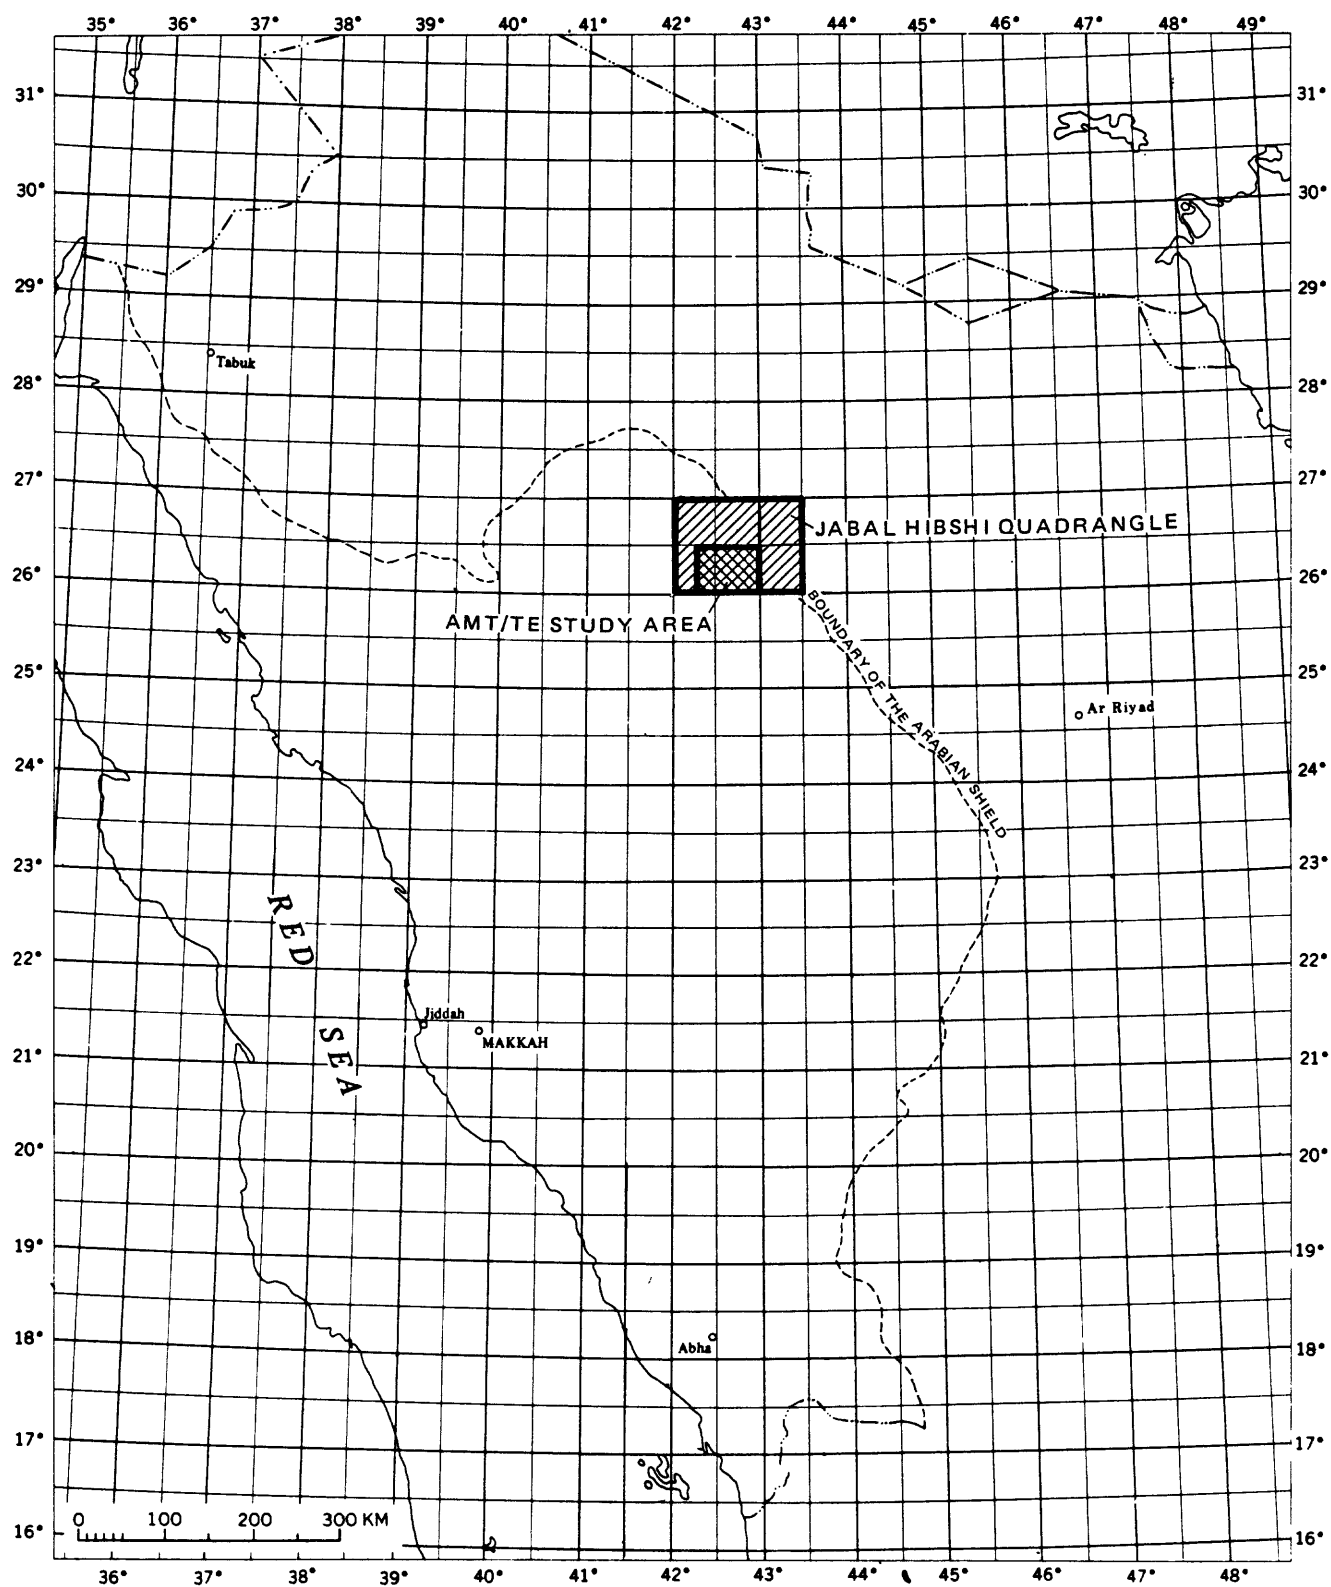 35° 36° 37° 38° 39° 40° 41° 42° 43° 44° 45° 46° 47° 48° 49°
31° 31°
30° 30°
29° 29°
Tabuk
28° 28°
27° 27°
JABAL HIBSHI QUADRANGLE
26° 26°
AMT/TE STUDY AREA
BOUNDARY OF THE ARABIAN SHIELD
25° 25°
Ar Riyad
24° 24°
23° 23°
RED
SEA
22° 22°
Jiddah
MAKKAH
21° 21°
20° 20°
19° 19°
18° 18°
Abha
17° 17°
0 100 200 300 KM
16° 16°
36° 37° 38° 39° 40° 41° 42° 43° 44° 45° 46° 47° 48°